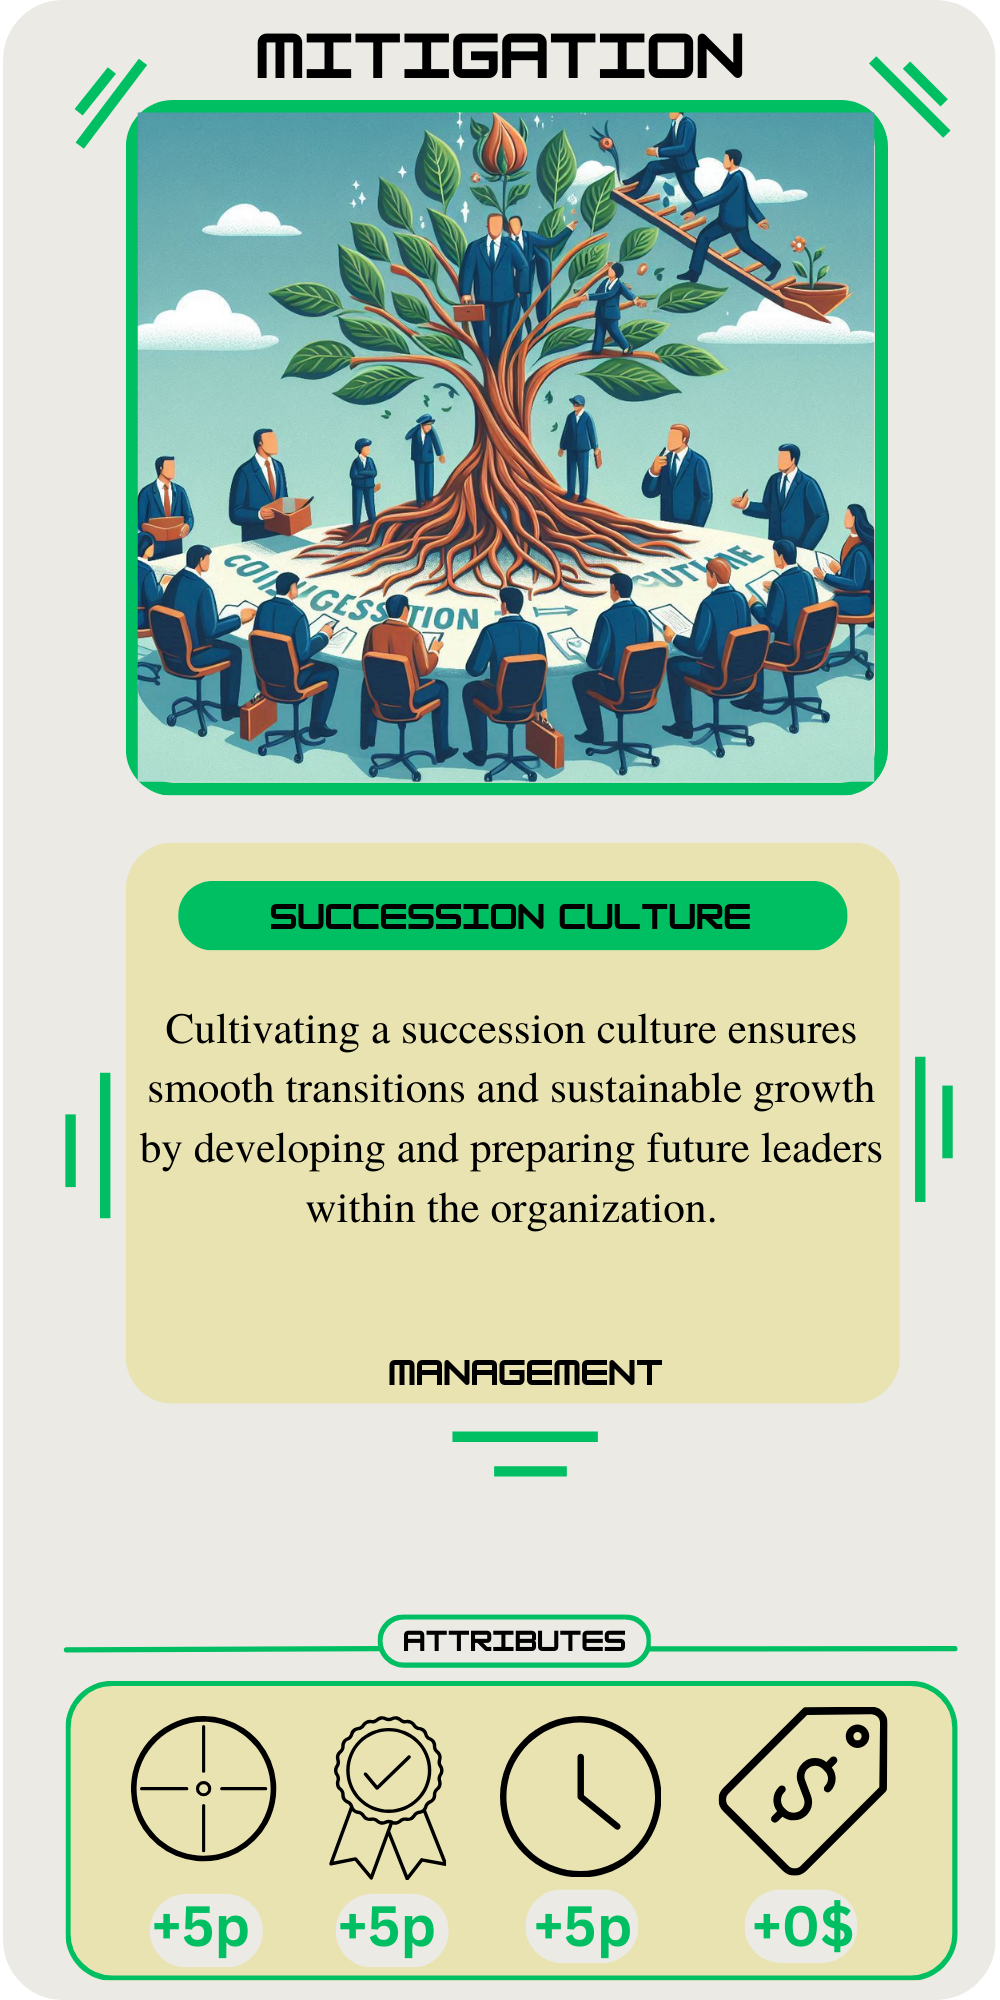 MITIGATION
SUCCESSION CULTURE
Cultivating a succession culture ensures
smooth transitions and sustainable growth
by developing and preparing future leaders
within the organization.
MANAGEMENT
ATTRIBUTES
+5p +5p +5p +0$